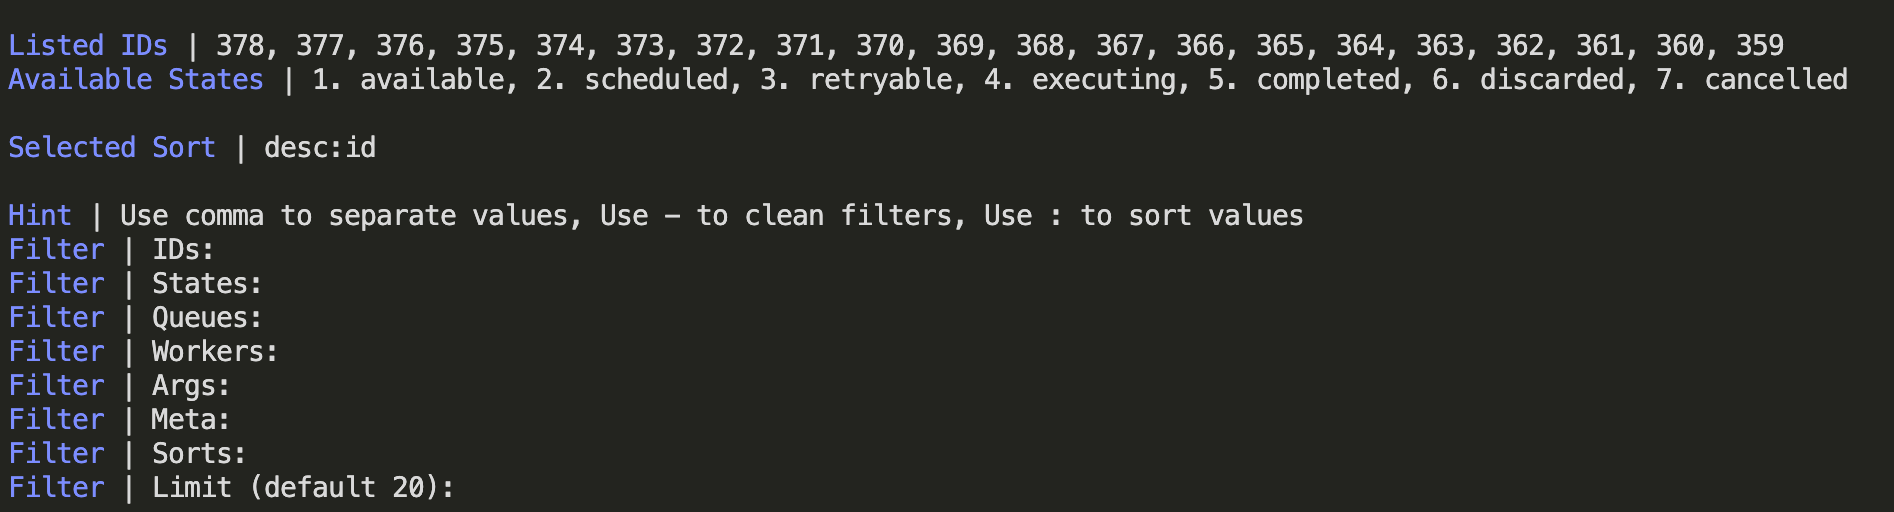 Listed IDs | 378, 377, 376, 375, 374, 373, 372, 371, 370, 369, 368, 367, 366, 365, 364, 363, 362, 361, 360, 359
Available States | 1. available, 2. scheduled, 3. retryable, 4. executing, 5. completed, 6. discarded, 7. cancelled
Selected Sort | desc:id
Hint | Use comma to separate values, Use - to clean filters, Use : to sort values
Filter | IDs:
Filter | States:
Filter | Queues:
Filter | Workers:
Filter | Args:
Filter | Meta:
Filter | Sorts:
Filter | Limit (default 20):